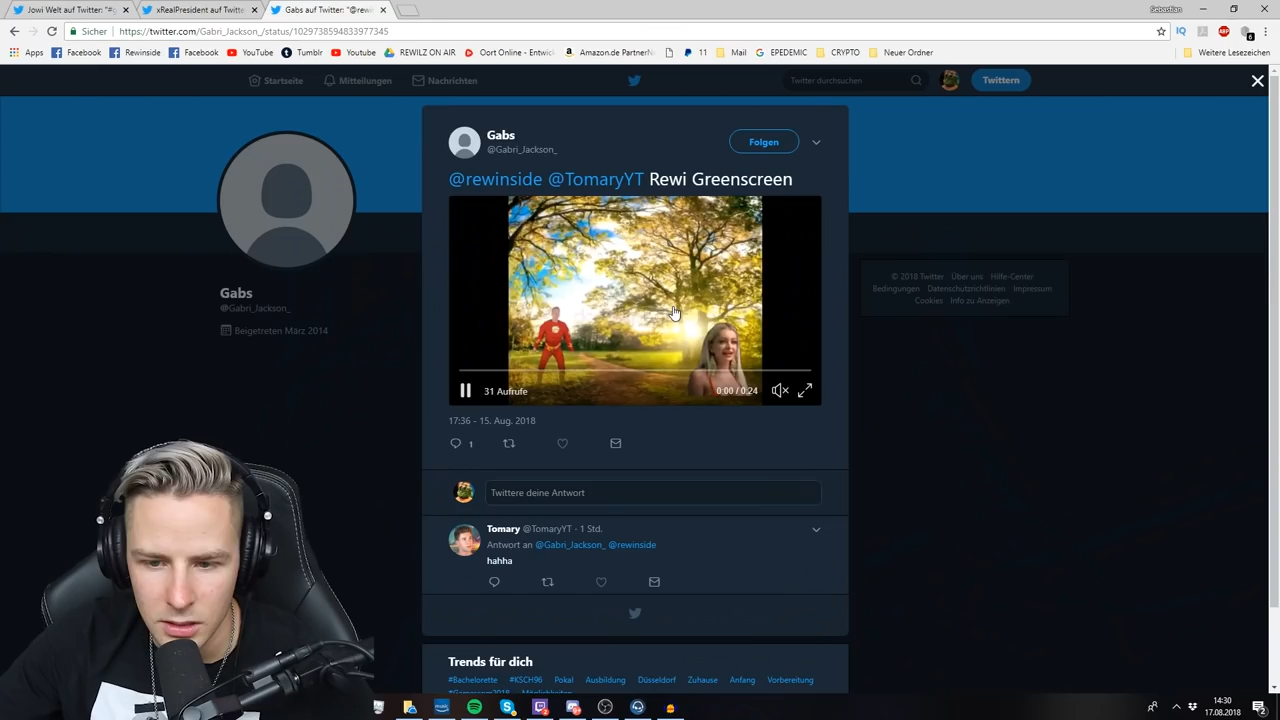 Jowi Welt auf Twitter: "#g
xRealPresident auf Twitte
Gabs auf Twitter: "@rewi
Sebastian
Sicher
https://twitter.com/Gabri_Jackson_/status/1029738594833977345
Apps
Facebook
Rewinside
Facebook
YouTube
Tumblr
Youtube
REWILZ ON AIR
Oort Online - Entwick
Amazon.de PartnerNe
11
Mail
EPEDEMIC
CRYPTO
Neuer Ordner
Weitere Lesezeichen
Startseite
Mitteilungen
Nachrichten
Twitter durchsuchen
Twittern
Gabs
@Gabri_Jackson_
Folgen
@rewinside @TomaryYT Rewi Greenscreen
31 Aufrufe
0:00 / 0:24
17:36 - 15. Aug. 2018
1
Twittere deine Antwort
Tomary @TomaryYT · 1 Std.
Antwort an @Gabri_Jackson_ @rewinside
hahha
Gabs
@Gabri_Jackson_
Beigetreten März 2014
© 2018 Twitter Über uns Hilfe-Center
Bedingungen Datenschutzrichtlinien Impressum
Cookies Info zu Anzeigen
Trends für dich
#Bachelorette #KSCH96 Pokal Ausbildung Düsseldorf Zuhause Anfang Vorbereitung
#Gamescom2018 Möglichkeiten
music
14:30
17.08.2018